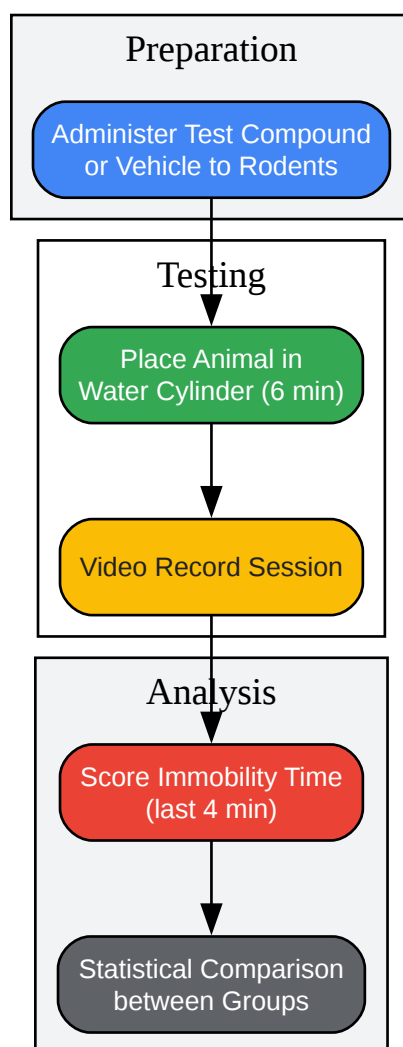 Preparation
Administer Test Compound
or Vehicle to Rodents
Testing
Place Animal in
Water Cylinder (6 min)
Video Record Session
Analysis
Score Immobility Time
(last 4 min)
Statistical Comparison
between Groups